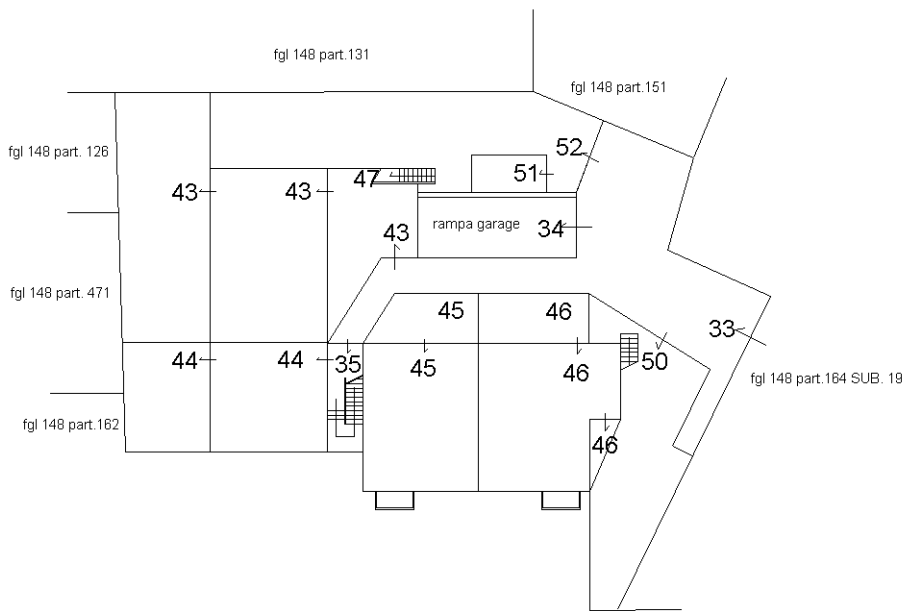 fgl 148 part.131
fgl 148 part.151
fgl 148 part. 126
52
47
51
43
43
rampa garage
34
43
fgl 148 part. 471
45
46
33
44
44
35
45
46
50
fgl 148 part.164 SUB. 19
fgl 148 part.162
46